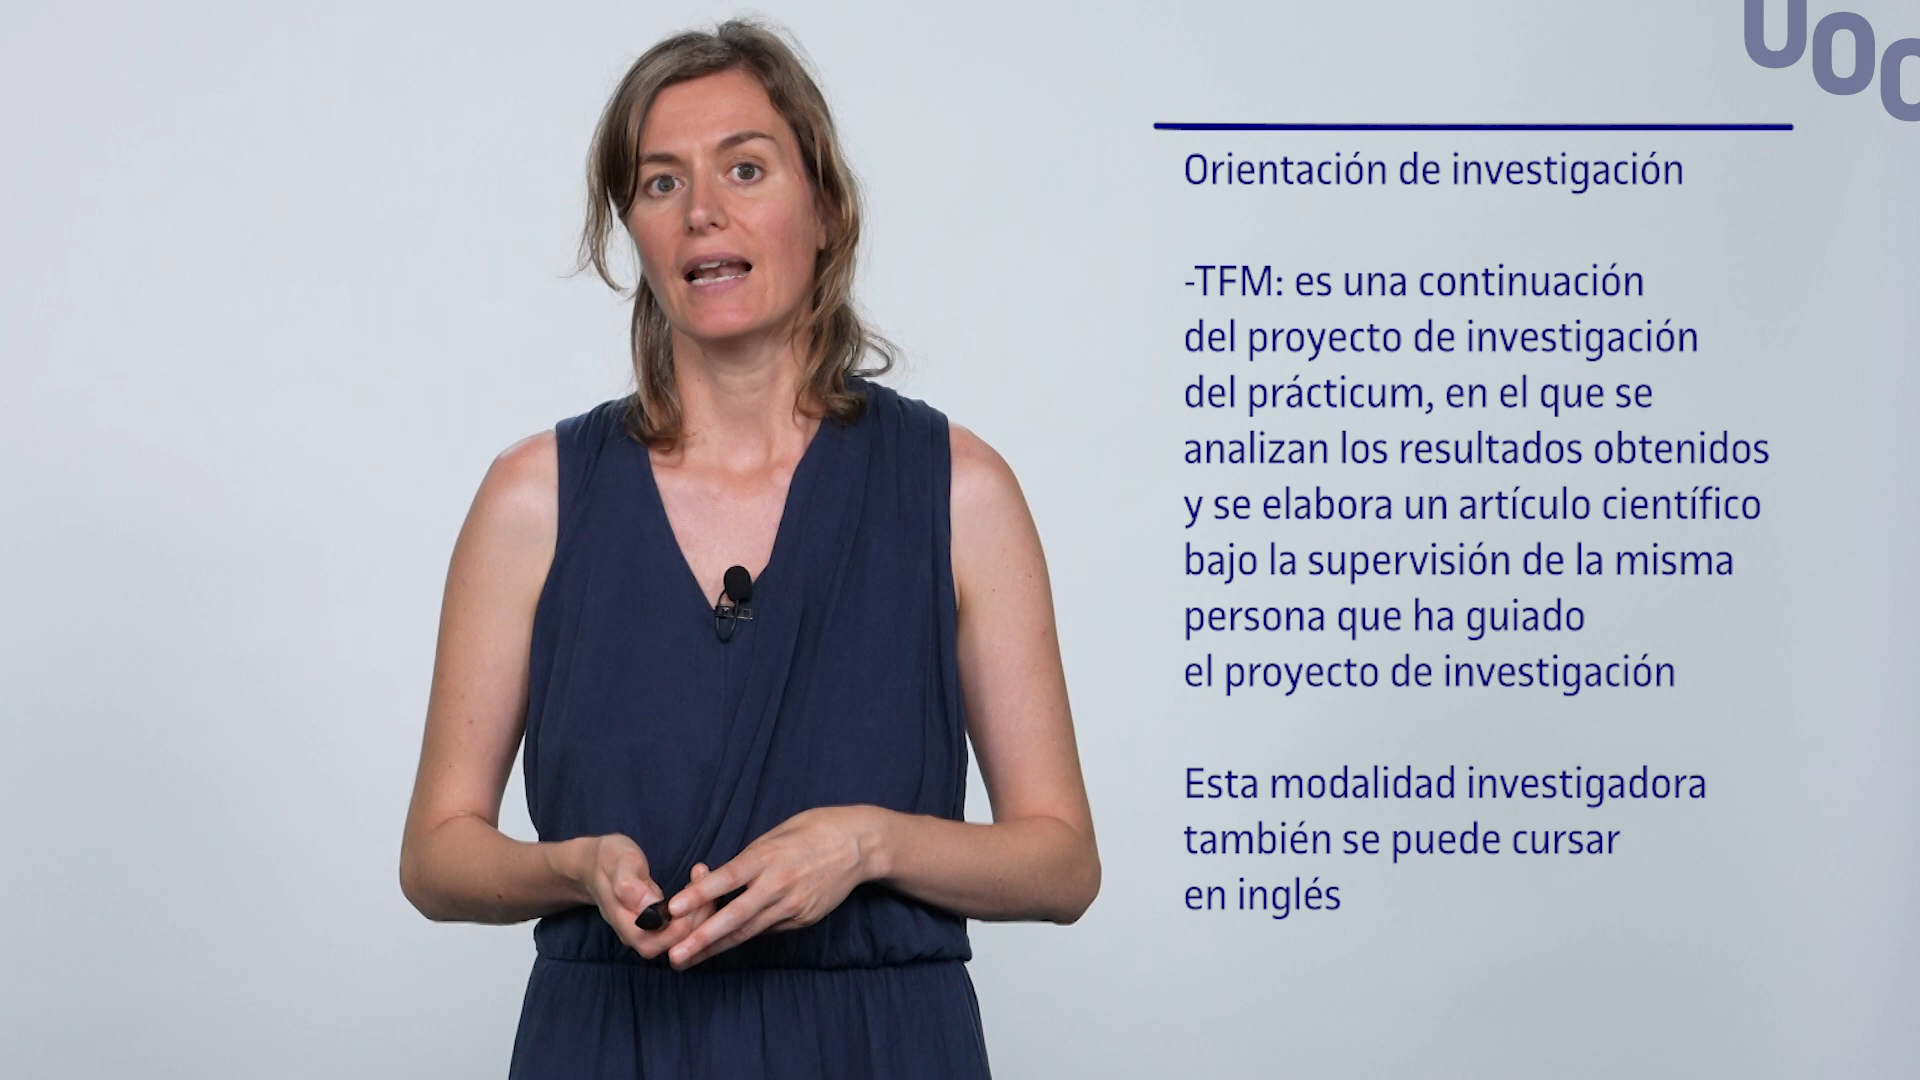 UOC
Orientación de investigación
-TFM: es una continuación
del proyecto de investigación
del prácticum, en el que se
analizan los resultados obtenidos
y se elabora un artículo científico
bajo la supervisión de la misma
persona que ha guiado
el proyecto de investigación
Esta modalidad investigadora
también se puede cursar
en inglés